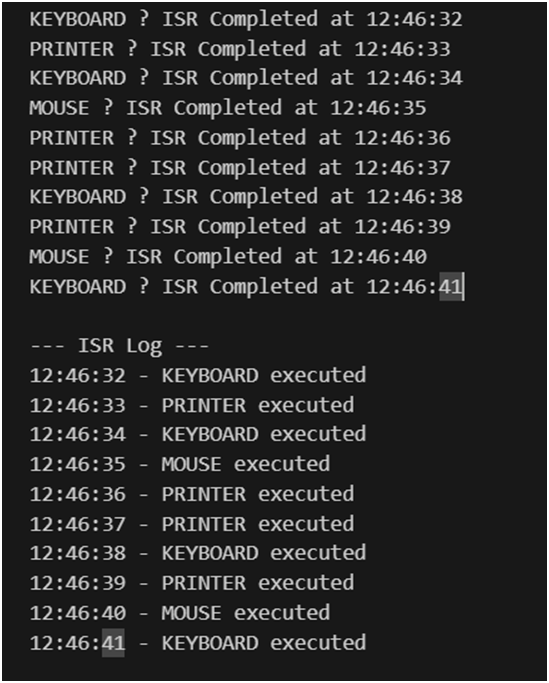 KEYBOARD ? ISR Completed at 12:46:32
PRINTER ? ISR Completed at 12:46:33
KEYBOARD ? ISR Completed at 12:46:34
MOUSE ? ISR Completed at 12:46:35
PRINTER ? ISR Completed at 12:46:36
PRINTER ? ISR Completed at 12:46:37
KEYBOARD ? ISR Completed at 12:46:38
PRINTER ? ISR Completed at 12:46:39
MOUSE ? ISR Completed at 12:46:40
KEYBOARD ? ISR Completed at 12:46:41
--- ISR Log ---
12:46:32 - KEYBOARD executed
12:46:33 - PRINTER executed
12:46:34 - KEYBOARD executed
12:46:35 - MOUSE executed
12:46:36 - PRINTER executed
12:46:37 - PRINTER executed
12:46:38 - KEYBOARD executed
12:46:39 - PRINTER executed
12:46:40 - MOUSE executed
12:46:41 - KEYBOARD executed